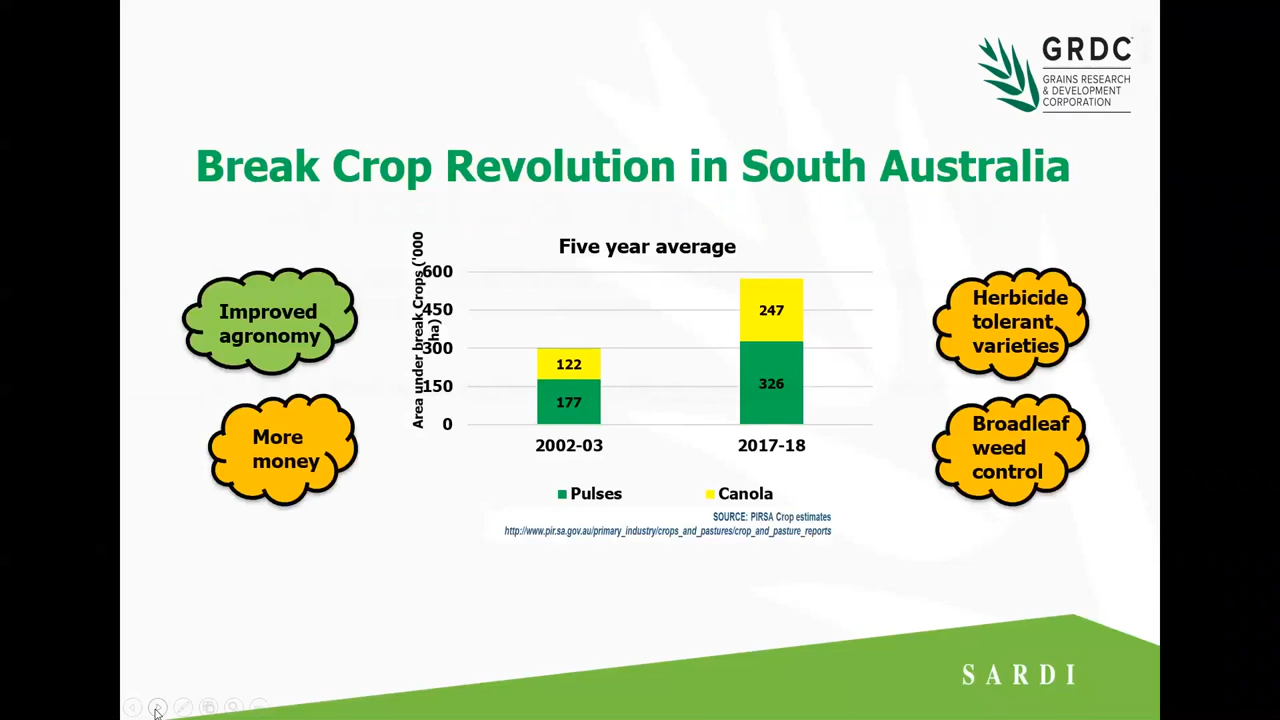 GRDC
GRAINS RESEARCH
& DEVELOPMENT
CORPORATION
Break Crop Revolution in South Australia
Improved
agronomy
More
money
Five year average
Area under break Crops ('000
ha)
600
450
300
150
0
122
177
247
326
2002-03
2017-18
Pulses
Canola
SOURCE: PIRSA Crop estimates
http://www.pir.sa.gov.au/primary_industry/crops_and_pastures/crop_and_pasture_reports
Herbicide
tolerant
varieties
Broadleaf
weed
control
SARDI